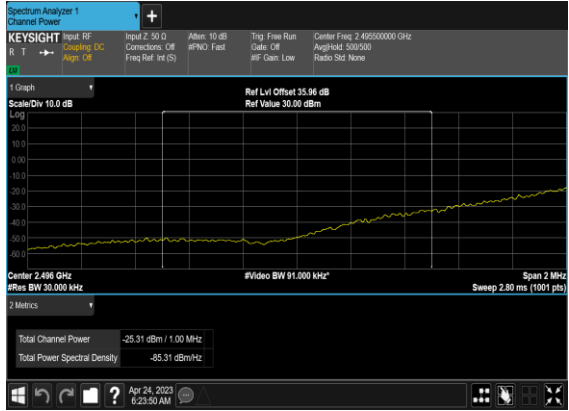 Spectrum Analyzer 1
Channel Power
KEYSIGHT
R T
Input: RF
Coupling: DC
Align: Off
Input Z: 50 Ω
Corrections: Off
Freq Ref: Int (S)
Atten: 10 dB
#PNO: Fast
Trig: Free Run
Gate: Off
#IF Gain: Low
Center Freq: 2.495500000 GHz
Avg|Hold: 500/500
Radio Std: None
1 Graph
Scale/Div 10.0 dB
Ref Lvl Offset 35.96 dB
Ref Value 30.00 dBm
Log
20.0
10.0
0.00
-10.0
-20.0
-30.0
-40.0
-50.0
-60.0
Center 2.496 GHz
#Res BW 30.000 kHz
#Video BW 91.000 kHz*
Span 2 MHz
Sweep 2.80 ms (1001 pts)
2 Metrics
Total Channel Power -25.31 dBm / 1.00 MHz
Total Power Spectral Density -85.31 dBm/Hz
?
Apr 24, 2023
6:23:50 AM